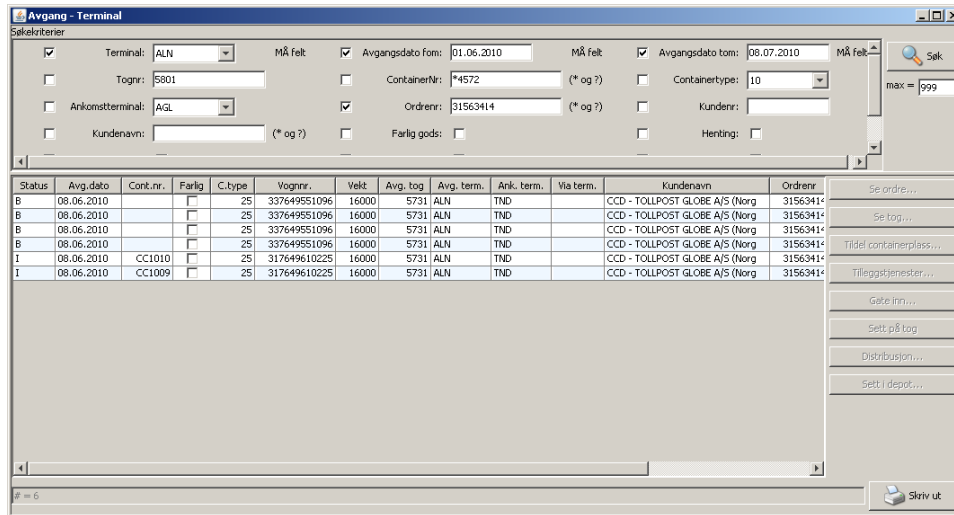 Avgang - Terminal
Søkekriterier
Terminal: ALN MÅ felt Avgangsdato fom: 01.06.2010 MÅ felt Avgangsdato tom: 08.07.2010 MÅ felt
Søk
Tognr: 5801 ContainerNr: *4572 (* og ?) Containertype: 10
max = 999
Ankomstterminal: AGL Ordrenr: 31563414 (* og ?) Kundenr:
Kundenavn: (* og ?) Farlig gods: Henting:
Status Avg.dato Cont.nr. Farlig C.type Vognnr. Vekt Avg. tog Avg. term. Ank. term. Via term. Kundenavn Ordrenr
B 08.06.2010 25 337649551096 16000 5731 ALN TND CCD - TOLLPOST GLOBE A/S (Norg 31563414
B 08.06.2010 25 337649551096 16000 5731 ALN TND CCD - TOLLPOST GLOBE A/S (Norg 31563414
B 08.06.2010 25 337649551096 16000 5731 ALN TND CCD - TOLLPOST GLOBE A/S (Norg 31563414
B 08.06.2010 25 337649551096 16000 5731 ALN TND CCD - TOLLPOST GLOBE A/S (Norg 31563414
I 08.06.2010 CC1010 25 317649610225 16000 5731 ALN TND CCD - TOLLPOST GLOBE A/S (Norg 31563414
I 08.06.2010 CC1009 25 317649610225 16000 5731 ALN TND CCD - TOLLPOST GLOBE A/S (Norg 31563414
Se ordre...
Se tog...
Tildel containerplass...
Tilleggstjenester...
Gate inn...
Sett på tog
Distribusjon...
Sett i depot...
# = 6
Skriv ut